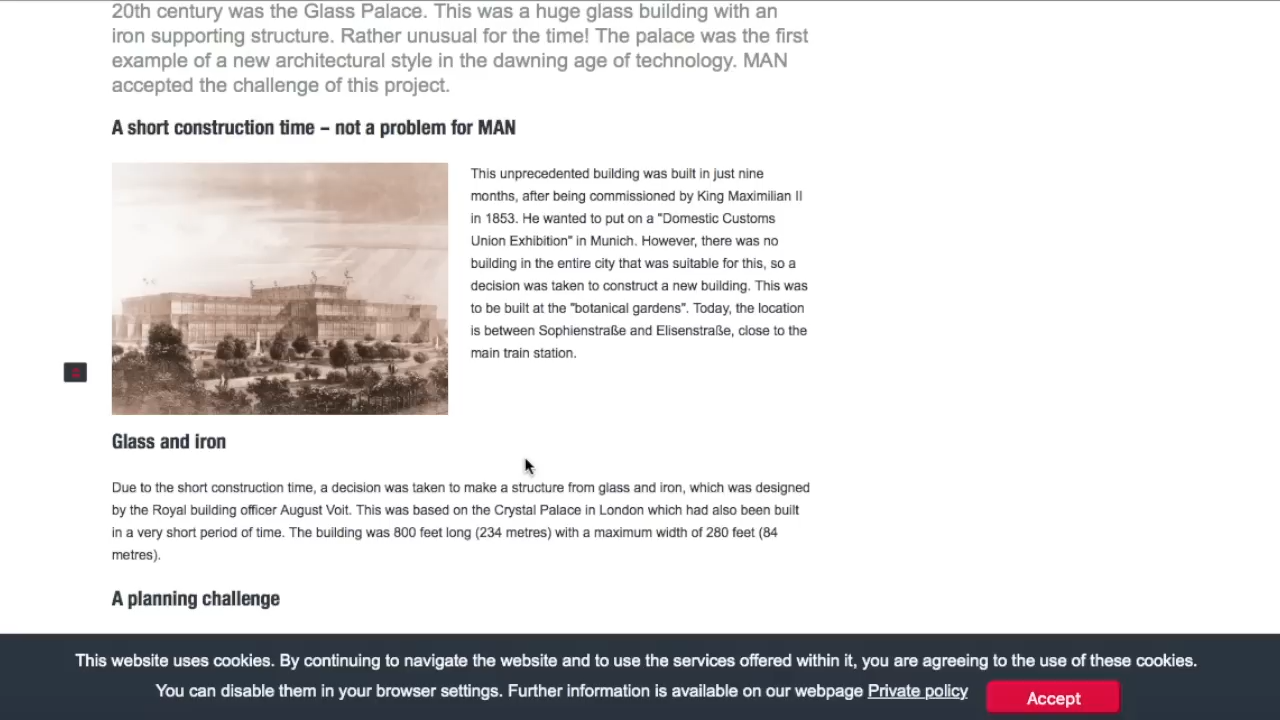 20th century was the Glass Palace. This was a huge glass building with an
iron supporting structure. Rather unusual for the time! The palace was the first
example of a new architectural style in the dawning age of technology. MAN
accepted the challenge of this project.
A short construction time – not a problem for MAN
This unprecedented building was built in just nine
months, after being commissioned by King Maximilian II
in 1853. He wanted to put on a "Domestic Customs
Union Exhibition" in Munich. However, there was no
building in the entire city that was suitable for this, so a
decision was taken to construct a new building. This was
to be built at the "botanical gardens". Today, the location
is between Sophienstraße and Elisenstraße, close to the
main train station.
Glass and iron
Due to the short construction time, a decision was taken to make a structure from glass and iron, which was designed
by the Royal building officer August Voit. This was based on the Crystal Palace in London which had also been built
in a very short period of time. The building was 800 feet long (234 metres) with a maximum width of 280 feet (84
metres).
A planning challenge
This website uses cookies. By continuing to navigate the website and to use the services offered within it, you are agreeing to the use of these cookies.
You can disable them in your browser settings. Further information is available on our webpage Private policy
Accept